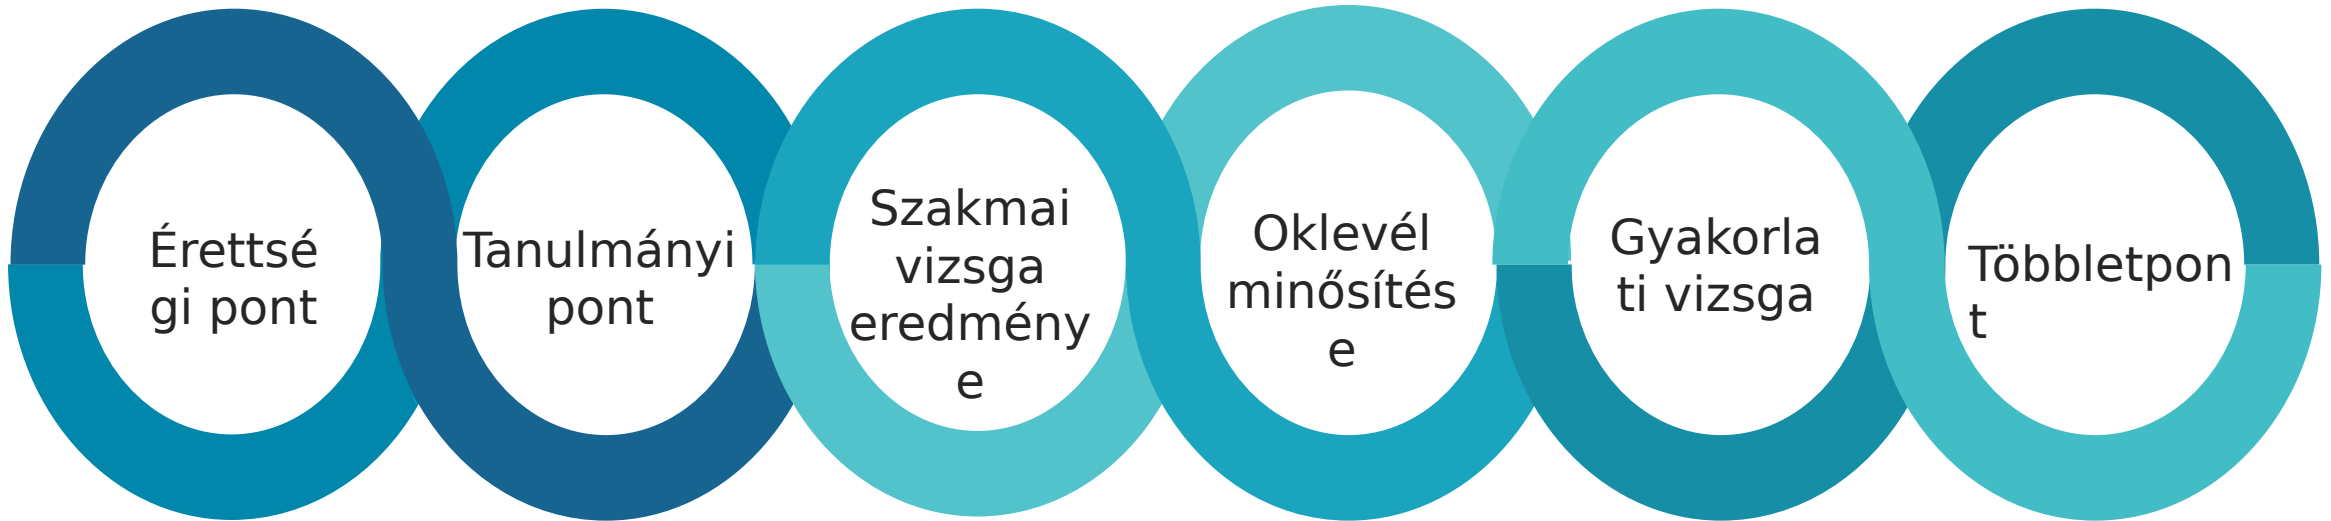 Érettsé
gi pont
Tanulmányi
pont
Szakmai
vizsga
eredmény
e
Oklevél
minősítés
e
Gyakorla
ti vizsga
Többletpon
t